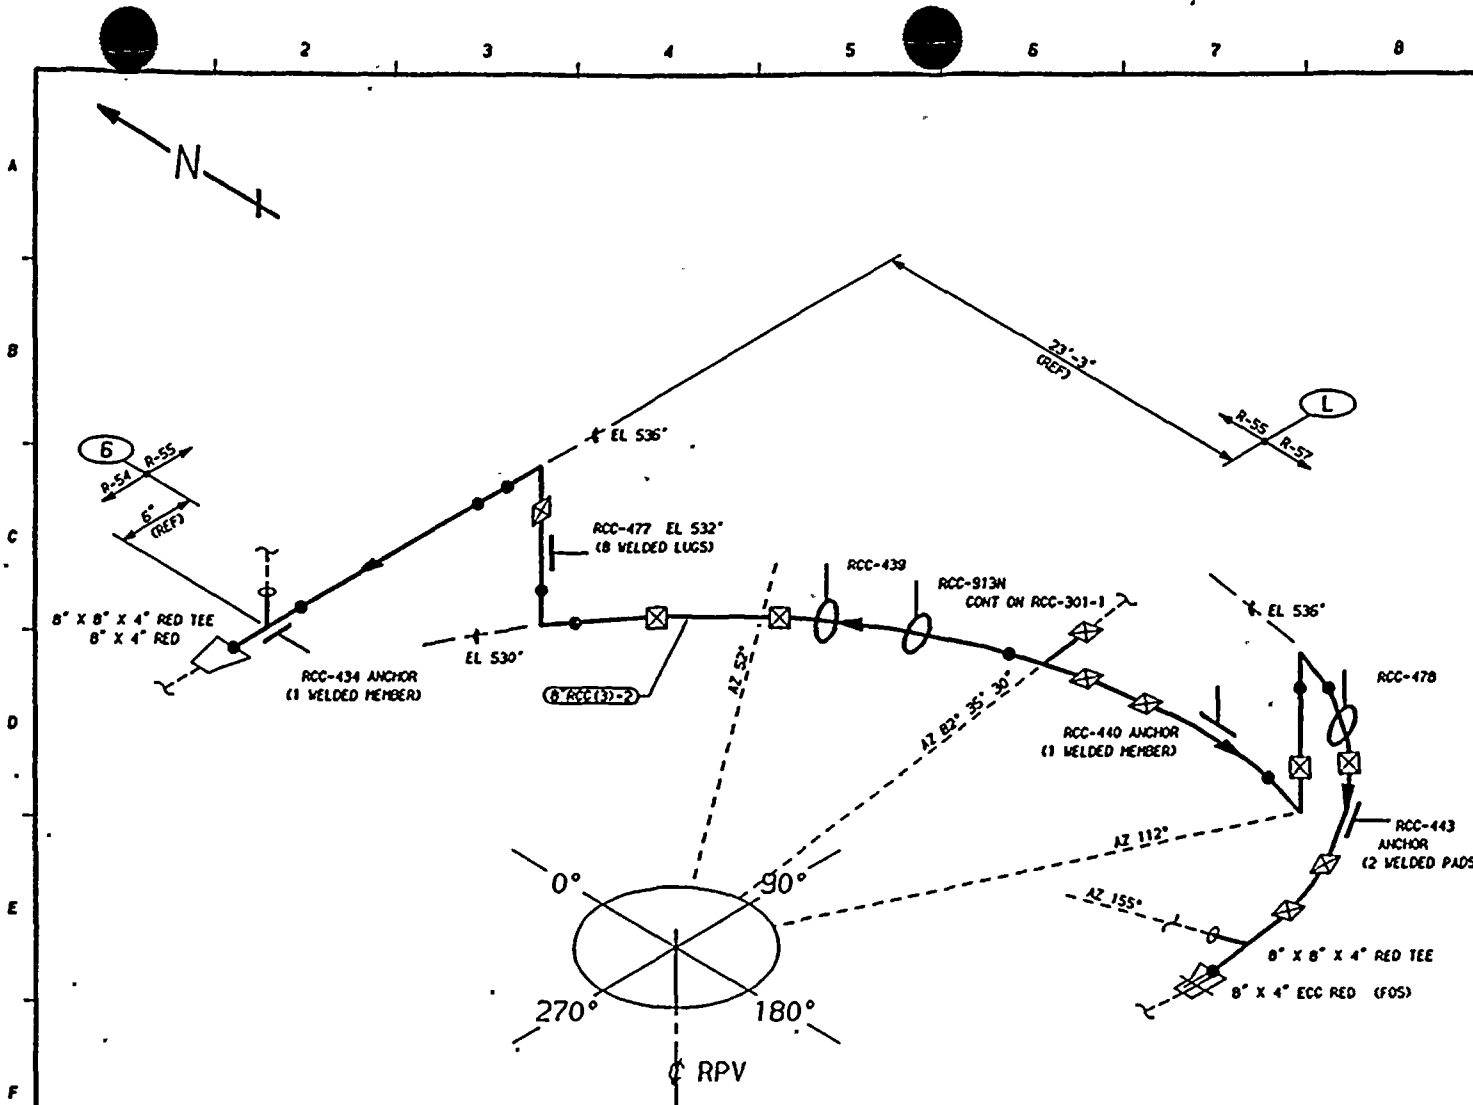 2 3 4 5 6 7 8
A
N
B
23'-3"
(REF)
L
R-55
R-57
6
R-55
R-54
6"
(REF)
℄ EL 536'
C
RCC-477 EL 532'
(8 WELDED LUGS)
RCC-439
RCC-913N
CONT ON RCC-301-1
℄ EL 536'
8" X 8" X 4" RED TEE
8" X 4" RED
EL 530'
RCC-434 ANCHOR
(1 WELDED MEMBER)
8"RCC(3)-2
AZ 52°
AZ 82° 35' 30"
RCC-478
D
RCC-440 ANCHOR
(1 WELDED MEMBER)
AZ 112°
RCC-443
ANCHOR
(2 WELDED PADS
E
0°
90°
AZ 155°
8" X 8" X 4" RED TEE
8" X 4" ECC RED (FOS)
270°
180°
℄ RPV
F